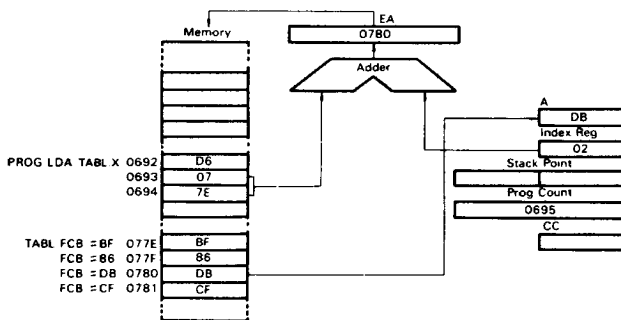 EA
0780
Memory
Adder
A
DB
Index Reg
02
Stack Point
Prog Count
0695
CC
PROG LDA TABL X 0692 D6
0693 07
0694 7E
TABL FCB = BF 077E BF
FCB = 86 077F 86
FCB = DB 0780 DB
FCB = CF 0781 CF